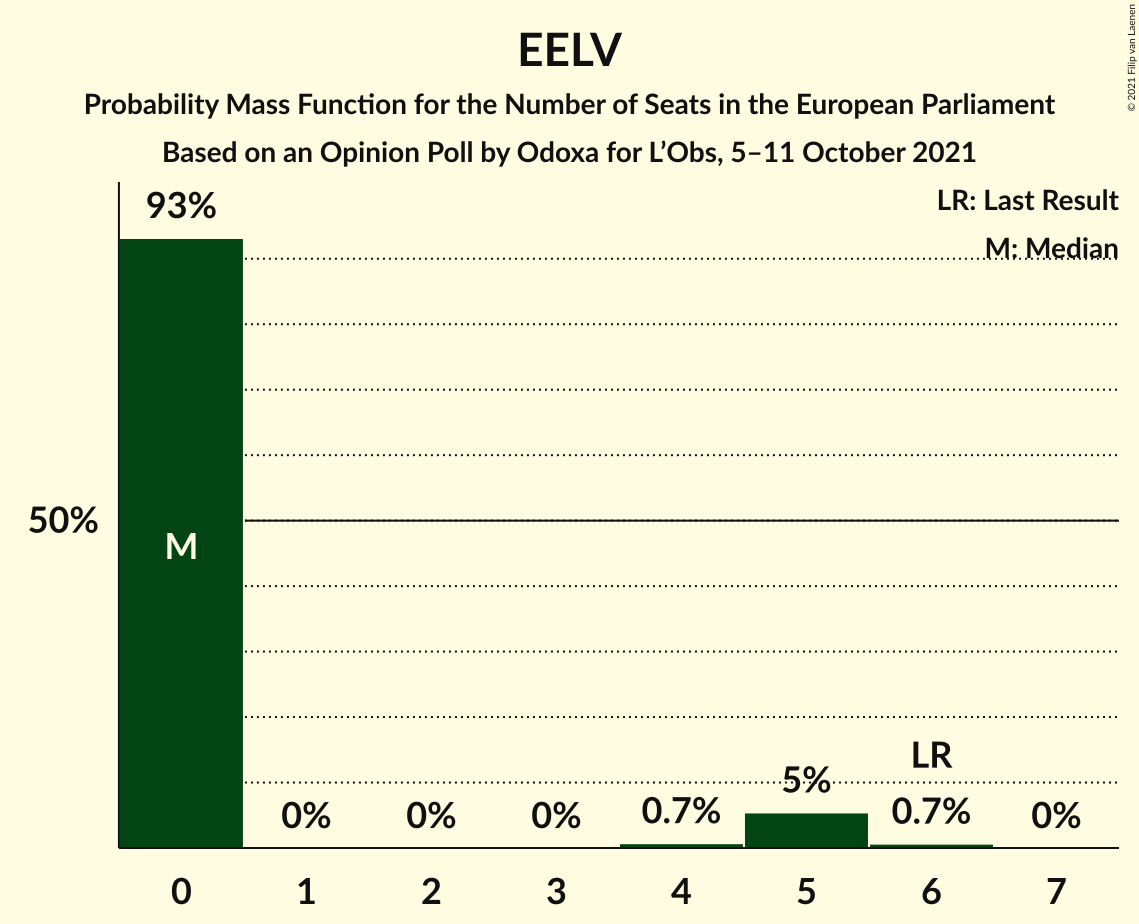 EELV
Probability Mass Function for the Number of Seats in the European Parliament
Based on an Opinion Poll by Odoxa for L’Obs, 5–11 October 2021
© 2021 Filip van Laenen
LR: Last Result
M: Median
93%
50%
M
LR
0% 0% 0% 0.7% 5% 0.7% 0%
0 1 2 3 4 5 6 7